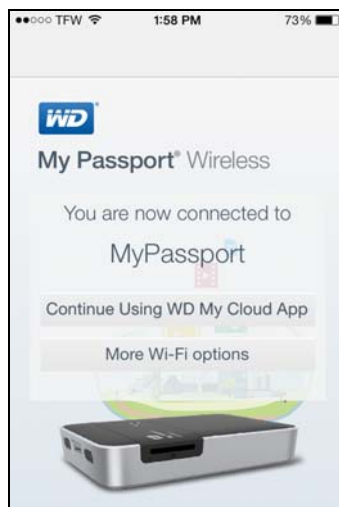 TFW 1:58 PM 73%
WD
My Passport® Wireless
You are now connected to
MyPassport
Continue Using WD My Cloud App
More Wi-Fi options